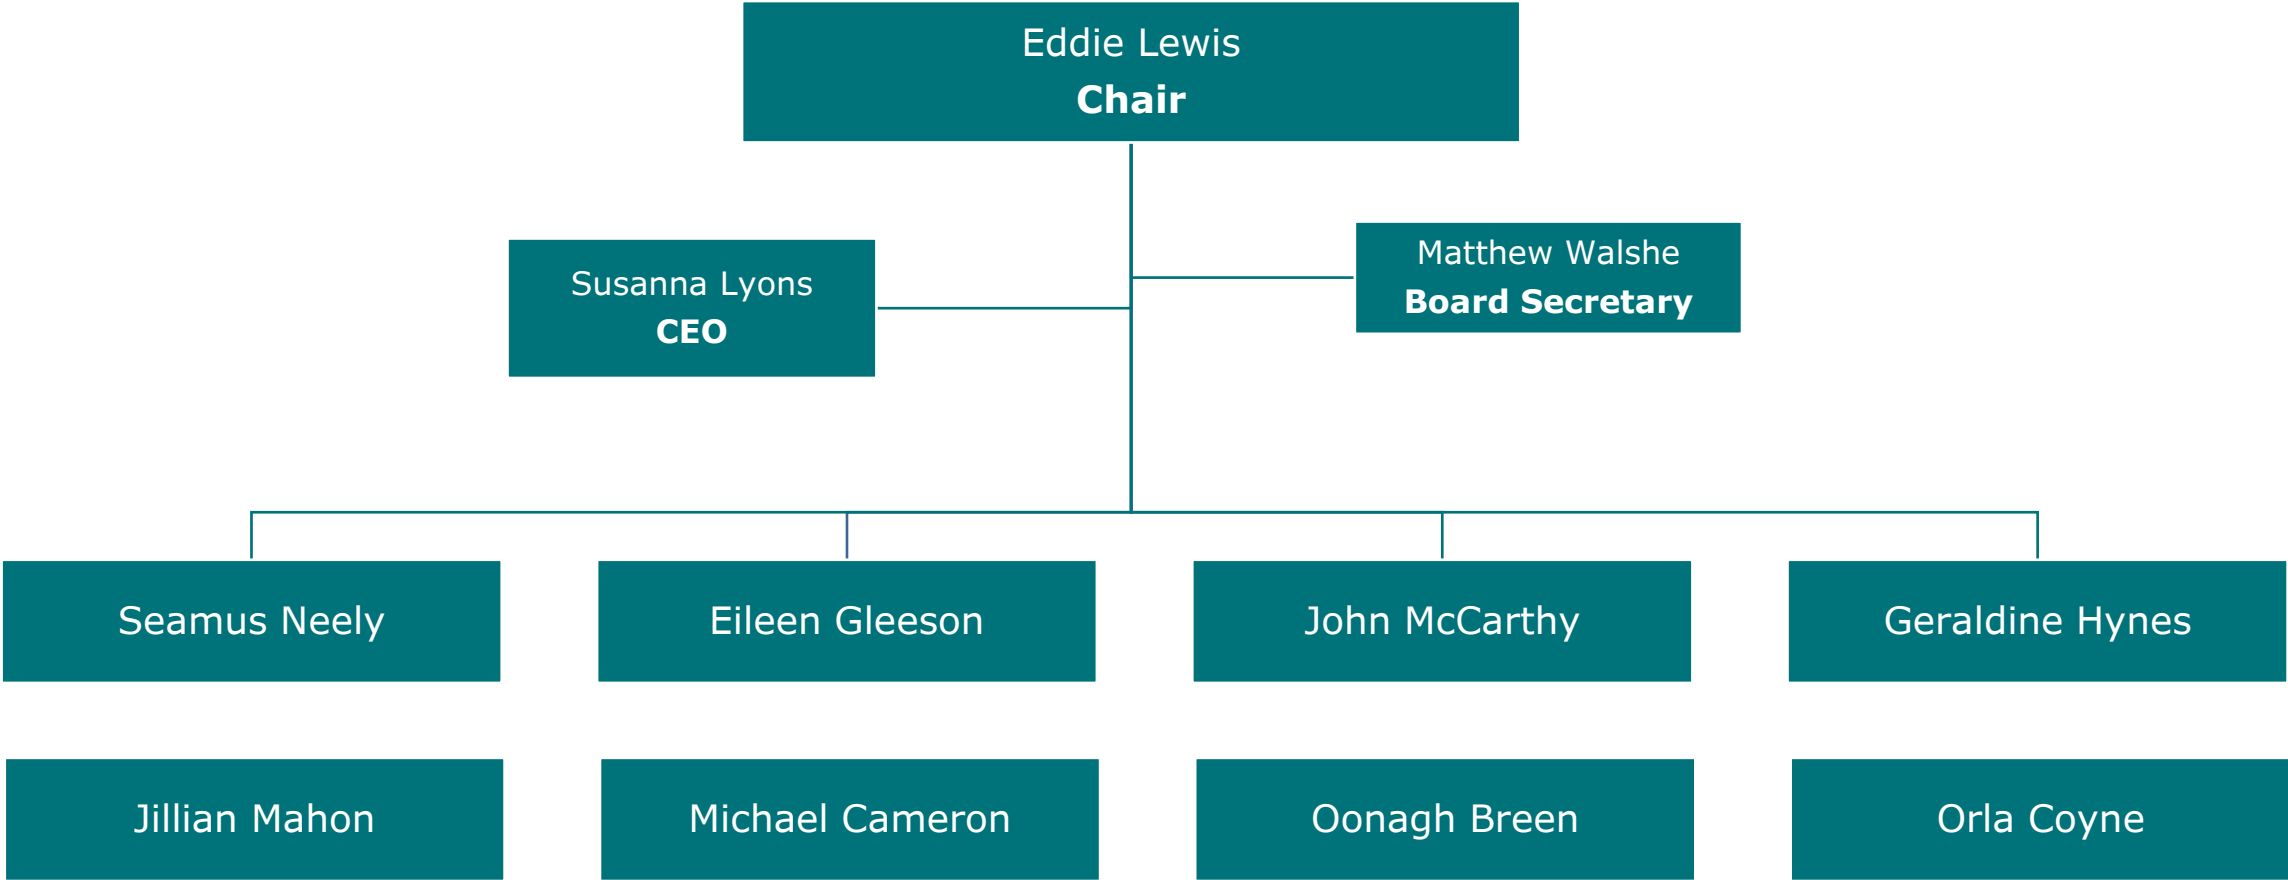 Eddie Lewis
Chair
Susanna Lyons
CEO
Matthew Walshe
Board Secretary
Seamus Neely
Eileen Gleeson
John McCarthy
Geraldine Hynes
Jillian Mahon
Michael Cameron
Oonagh Breen
Orla Coyne